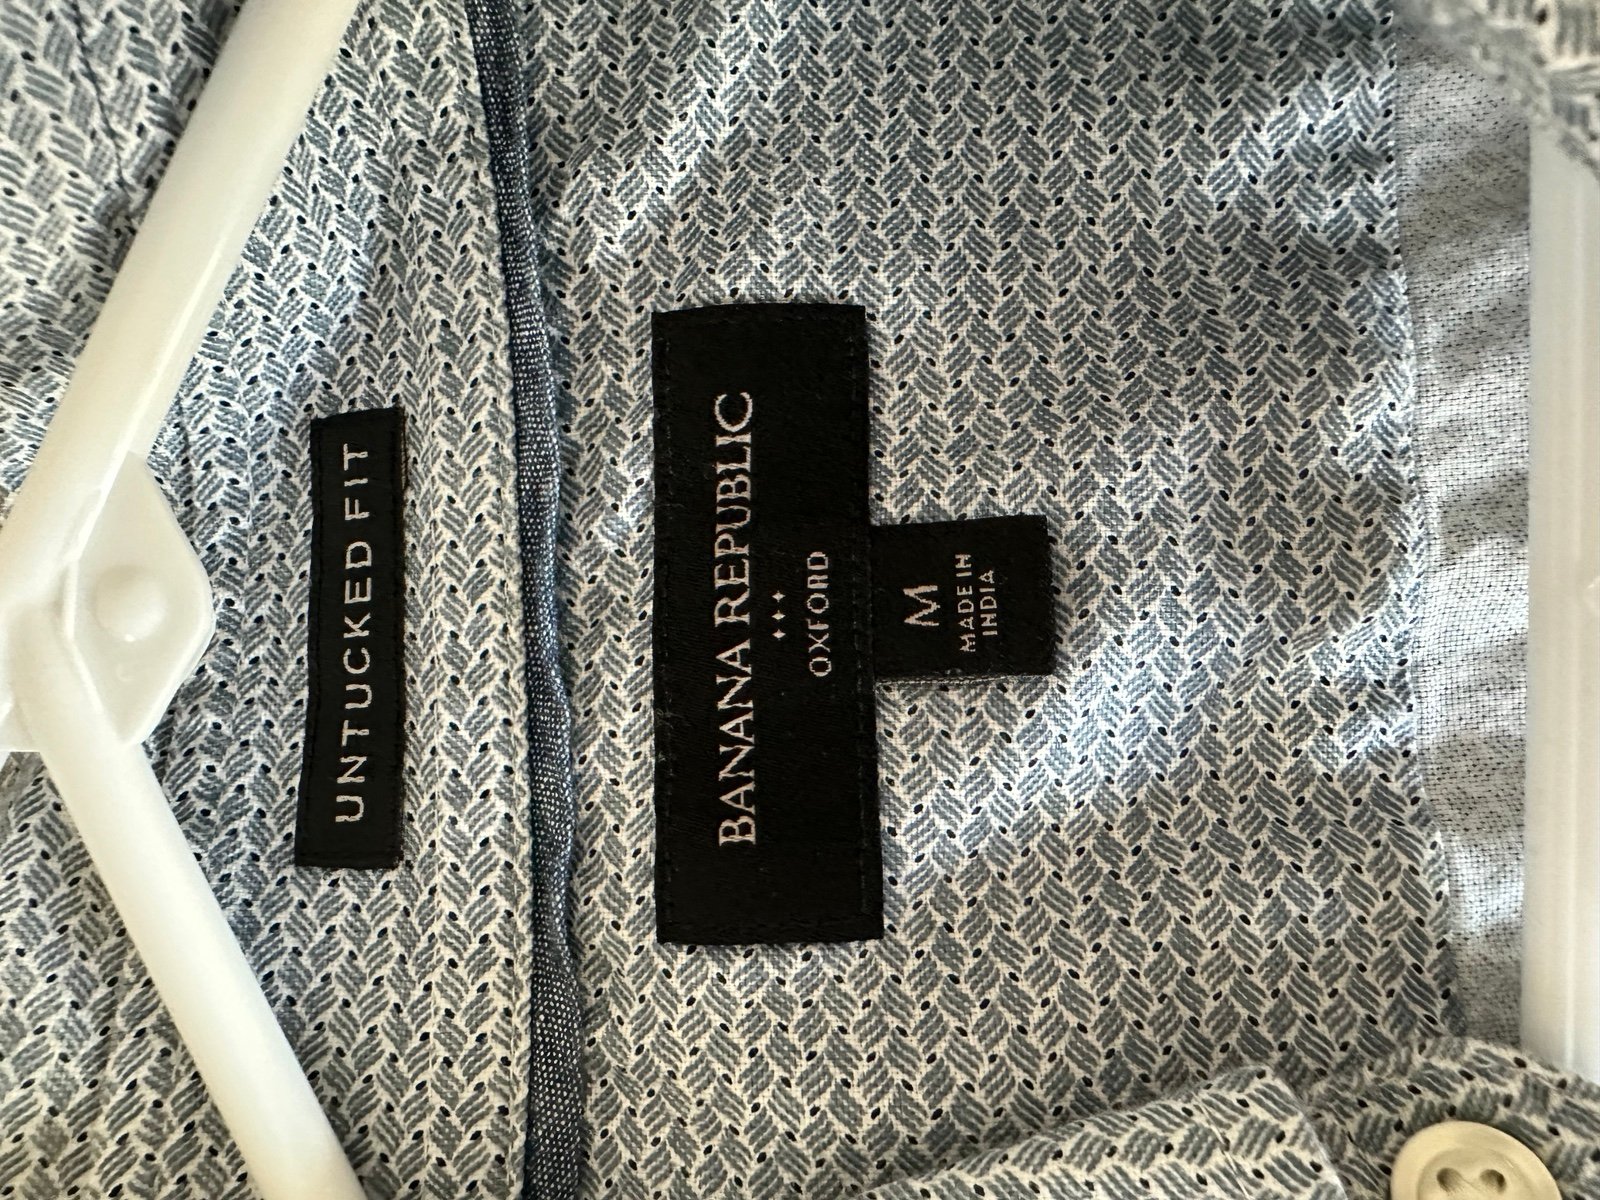 UNTUCKED FIT
BANANA REPUBLIC
OXFORD
M
MADE IN
INDIA